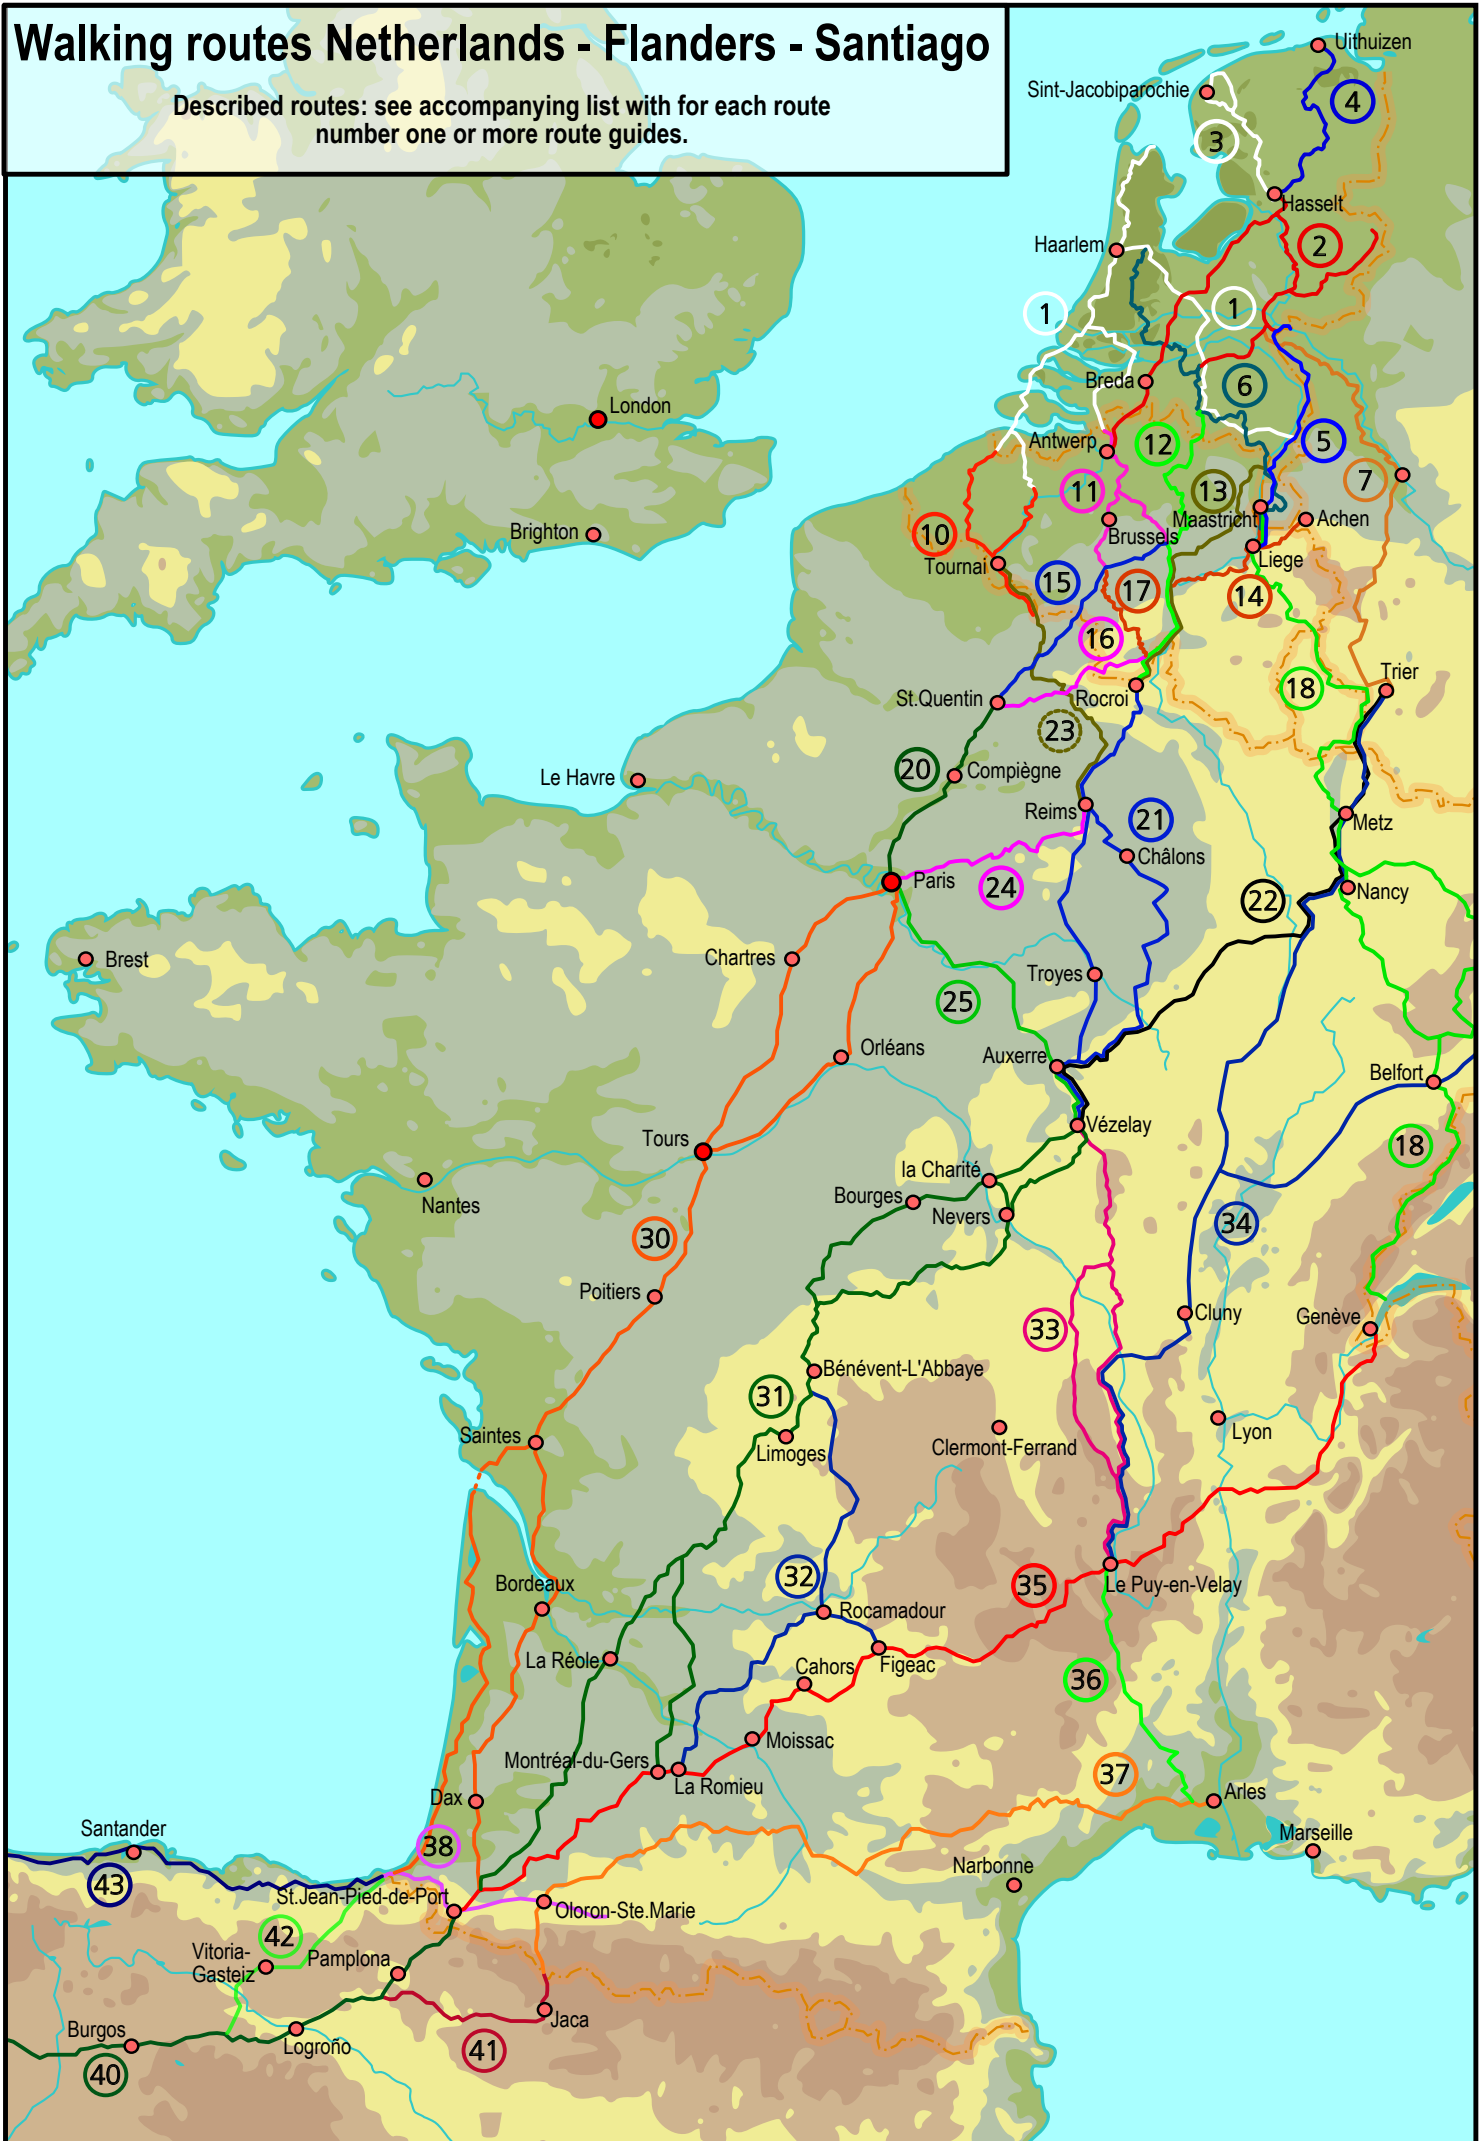 Walking routes Netherlands - Flanders - Santiago
Described routes: see accompanying list with for each route
number one or more route guides.
Uithuizen
Sint-Jacobiparochie
4
3
Hasselt
Haarlem
2
1
1
Breda
6
London
Antwerp
12
5
11
13
7
Maastricht
Achen
Brighton
10
Brussels
Tournai
Liege
15
17
14
16
Trier
St.Quentin
Rocroi
18
23
20
Compiègne
Le Havre
Reims
21
Metz
Châlons
Paris
24
22
Nancy
Brest
Chartres
Troyes
25
Orléans
Auxerre
Belfort
Vézelay
Tours
18
la Charité
Nantes
Bourges
Nevers
34
30
Poitiers
Cluny
Genève
33
Bénévent-L'Abbaye
31
Saintes
Limoges
Clermont-Ferrand
Lyon
Bordeaux
32
35
Le Puy-en-Velay
Rocamadour
La Réole
Cahors
Figeac
36
Moissac
Montréal-du-Gers
La Romieu
37
Dax
Arles
Santander
38
Marseille
43
Narbonne
St.Jean-Pied-de-Port
Oloron-Ste.Marie
42
Vitoria-
Gasteiz
Pamplona
Jaca
Burgos
Logroño
41
40